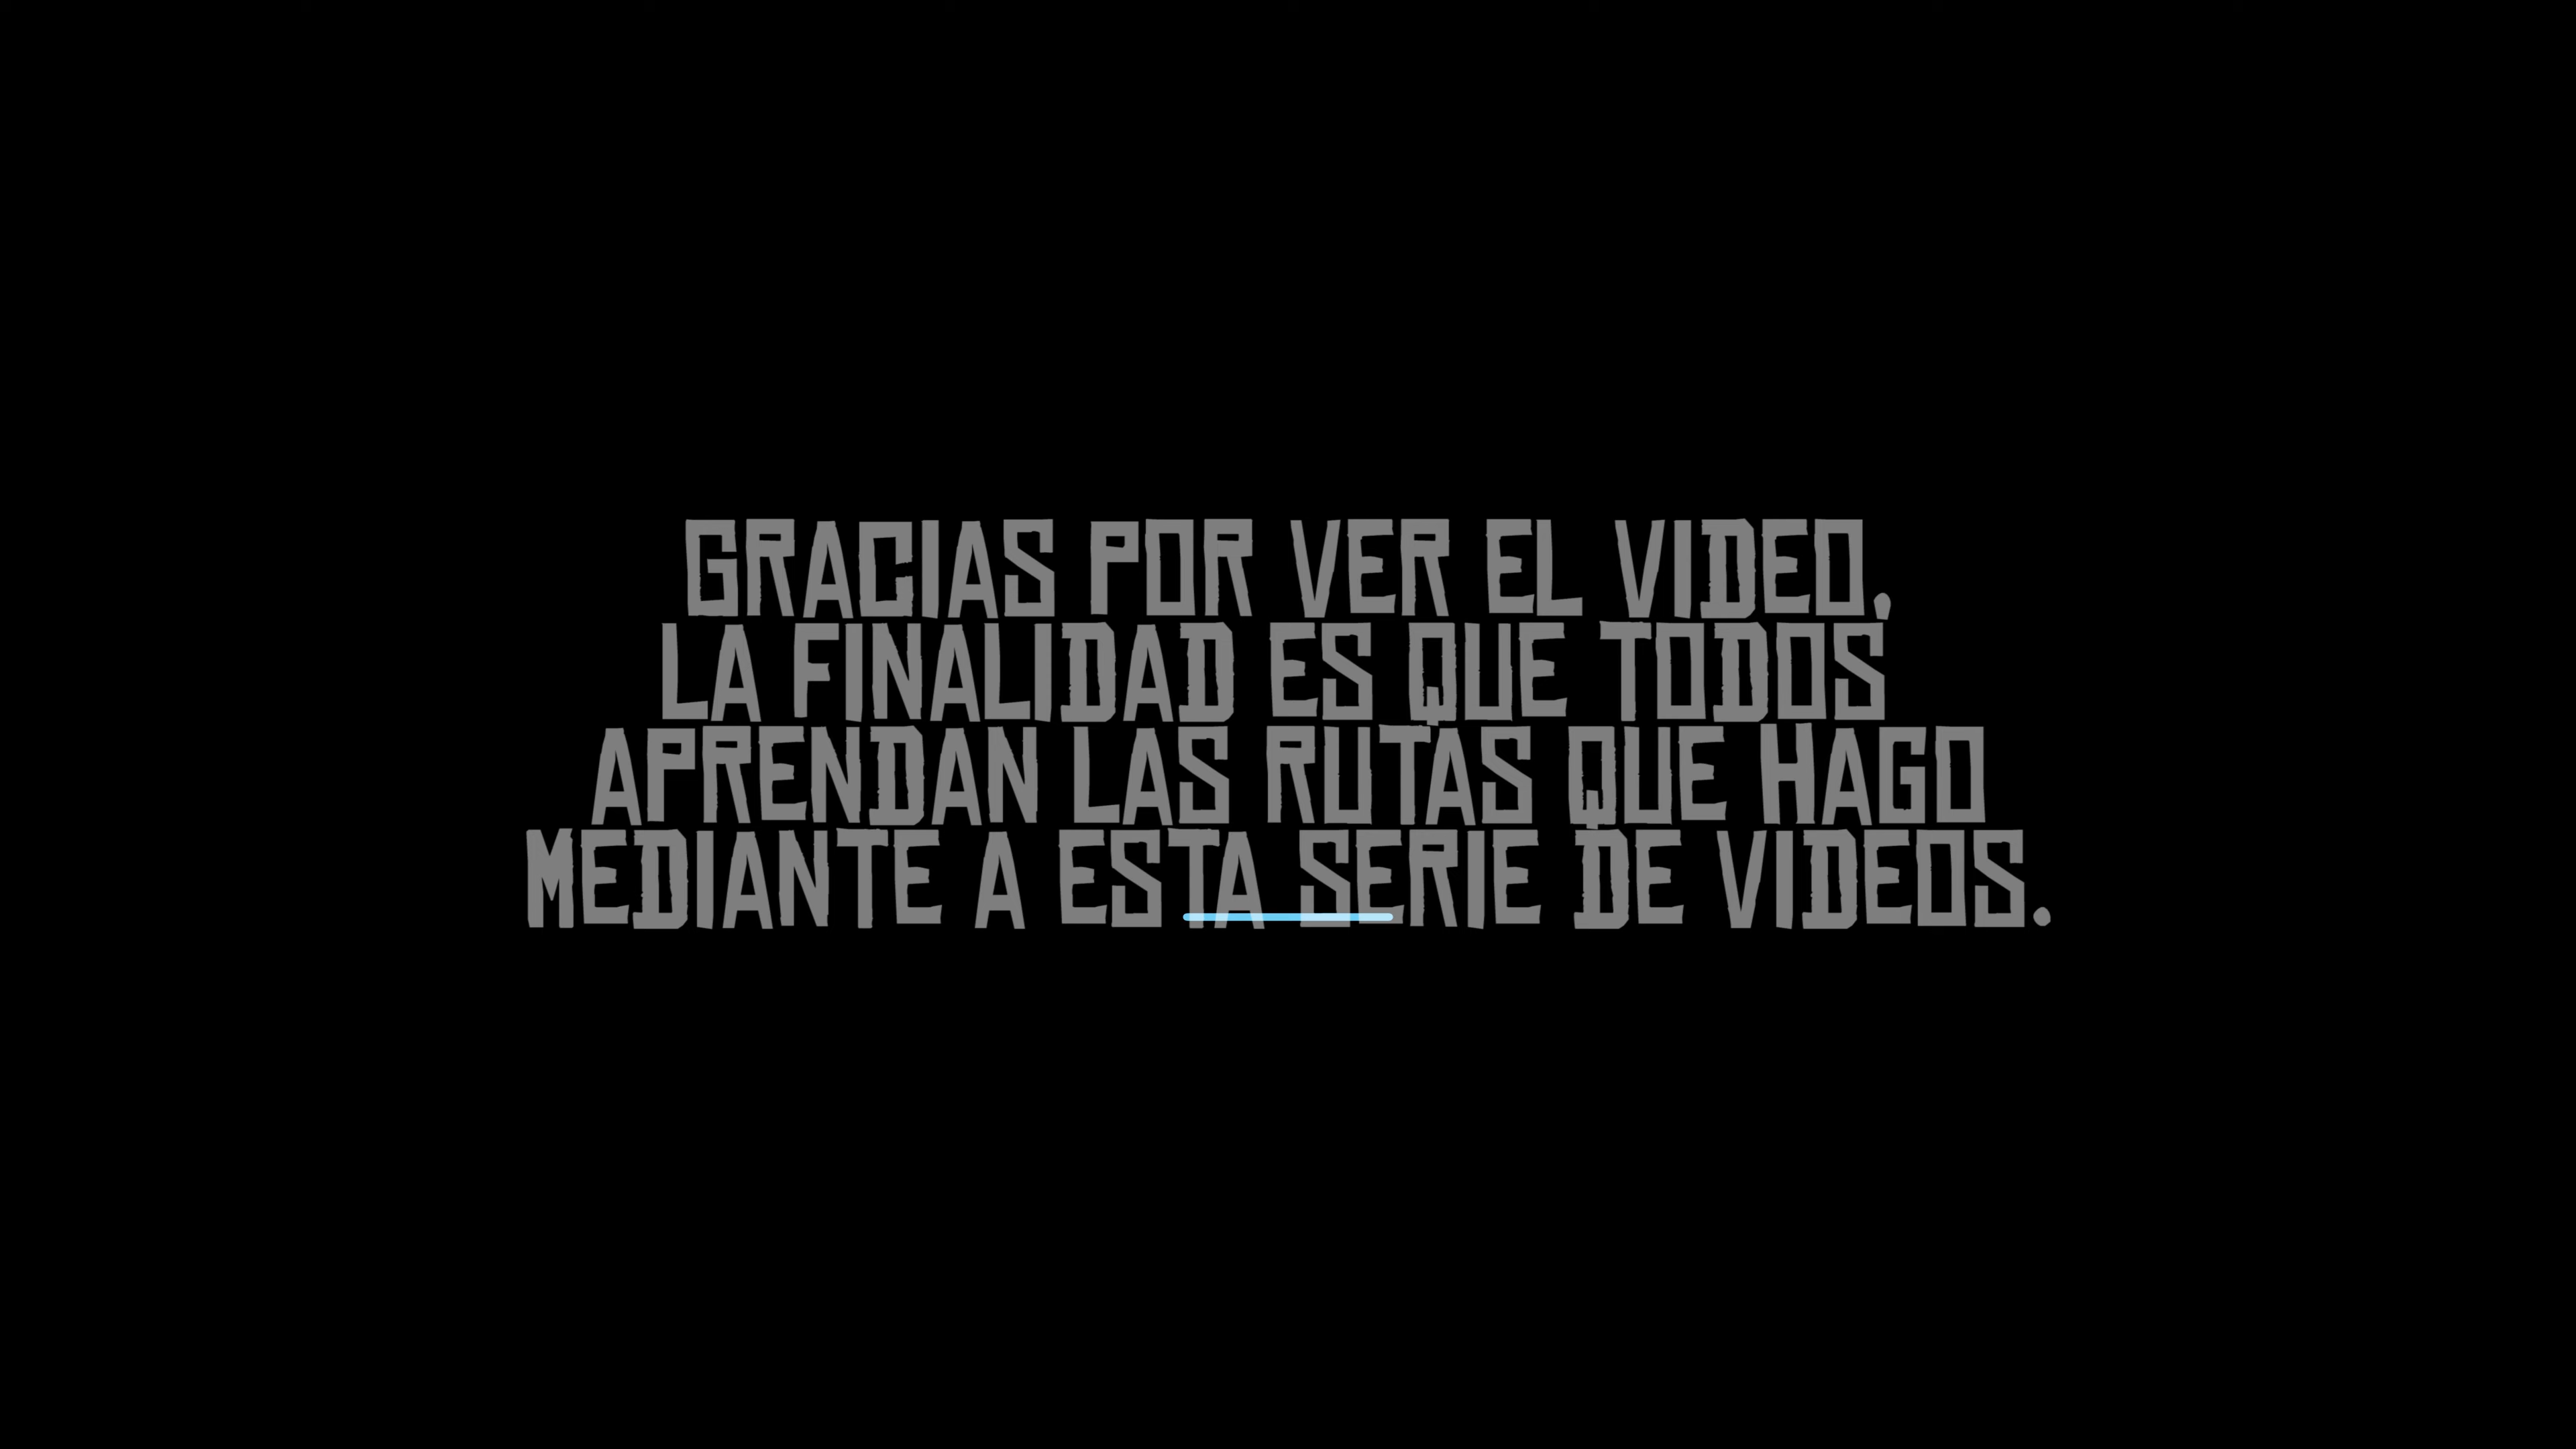 GRACIAS POR VER EL VIDEO,
LA FINALIDAD ES QUE TODOS
APRENDAN LAS RUTAS QUE HAGO
MEDIANTE A ESTA SERIE DE VIDEOS.